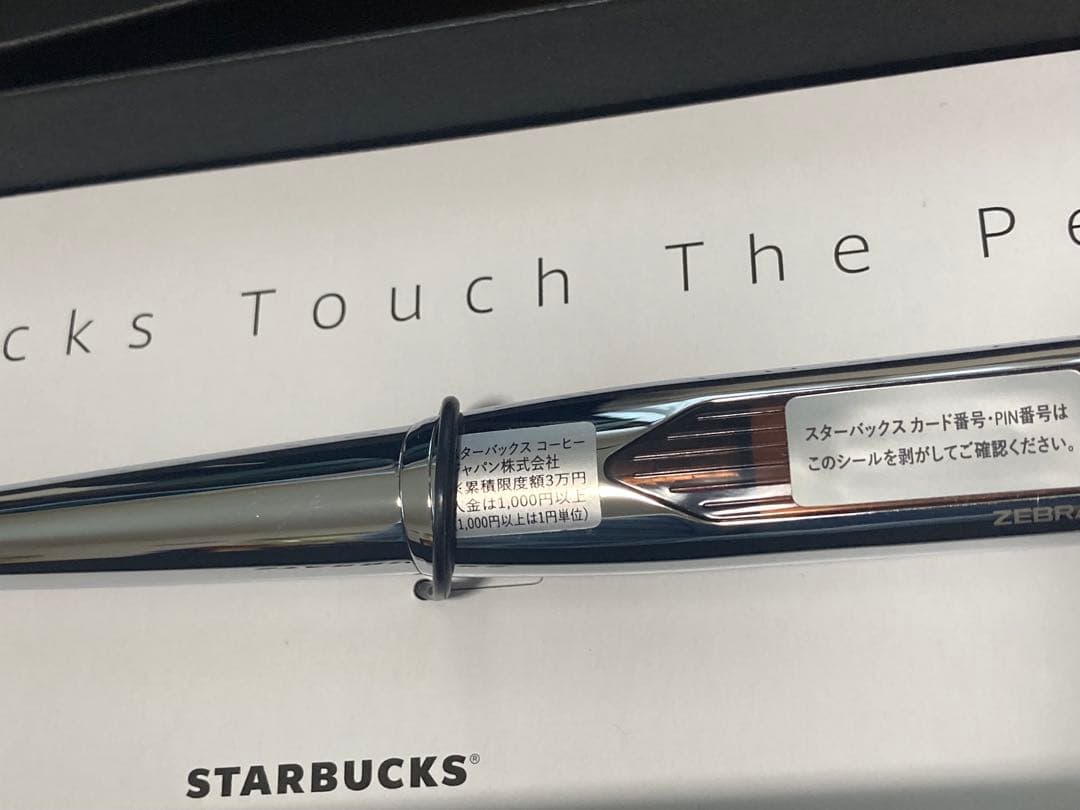 cks Touch The Pe
ターバックス コーヒー
ャパン株式会社
※累積限度額3万円
入金は1,000円以上
1,000円以上は1円単位)
スターバックス カード番号・PIN番号は
このシールを剥がしてご確認ください。
ZEBRA
STARBUCKS®